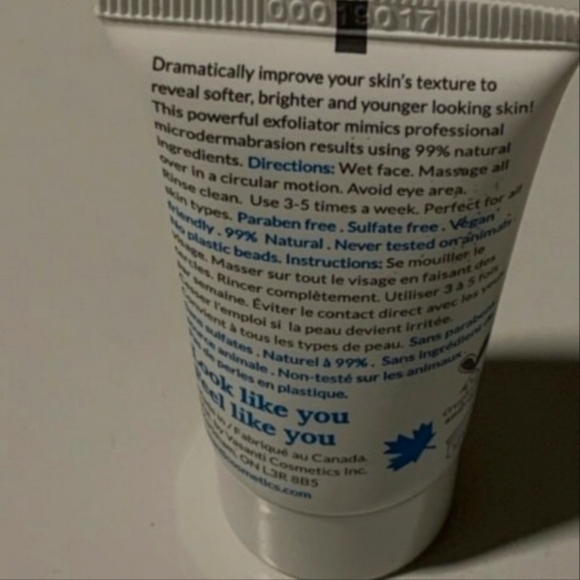 00019017
Dramatically improve your skin's texture to
reveal softer, brighter and younger looking skin!
This powerful exfoliator mimics professional
microdermabrasion results using 99% natural
ingredients. Directions: Wet face. Massage all
over in a circular motion. Avoid eye area.
Rinse clean. Use 3-5 times a week. Perfect for all
skin types. Paraben free . Sulfate free . Vegan
friendly . 99% Natural . Never tested on animals
No plastic beads. Instructions: Se mouiller le
visage. Masser sur tout le visage en faisant des
cercles. Rincer complètement. Utiliser 3 à 5 fois
par semaine. Éviter le contact direct avec les
l'emploi si la peau devient irritée.
Convient à tous les types de peau. Sans parabens
sulfates . Naturel à 99% . Sans ingrédient
animale . Non-testé sur les animaux
de perles en plastique.
Look like you
feel like you
in / Fabriqué au Canada.
by Vasanti Cosmetics Inc.
ON L3R 8B5
cosmetics.com